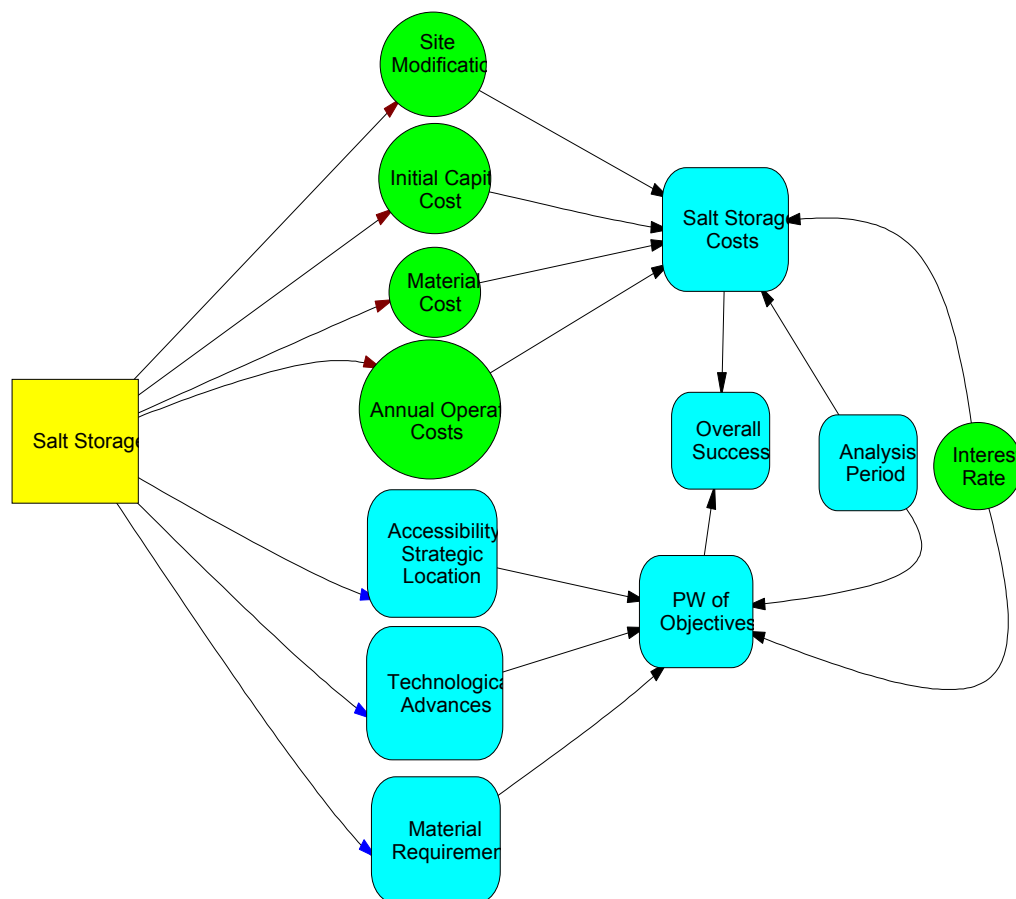 Site
Modificatio
Initial Capit
Cost
Material
Cost
Annual Operat
Costs
Salt Storage
Accessibility
Strategic
Location
Technologica
Advances
Material
Requiremen
Salt Storag
Costs
Overall
Success
Analysis
Period
Interes
Rate
PW of
Objectives